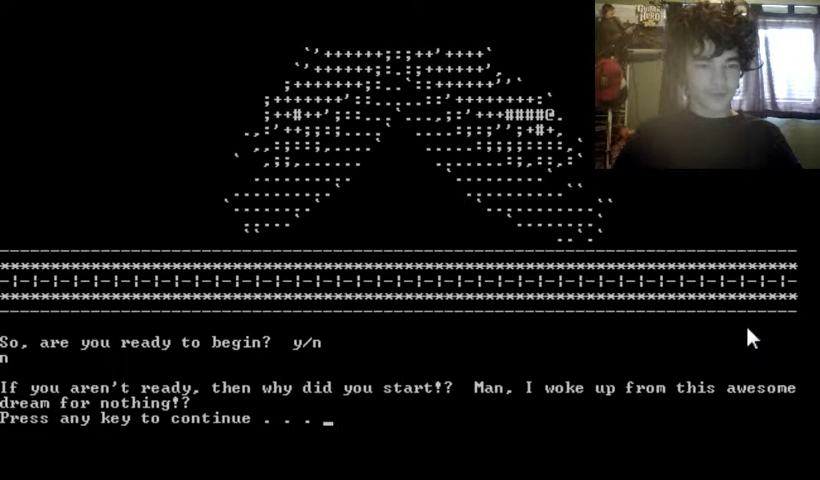 So, are you ready to begin?  y/n
n
If you aren't ready, then why did you start!?  Man, I woke up from this awesome
dream for nothing!?
Press any key to continue . . . _